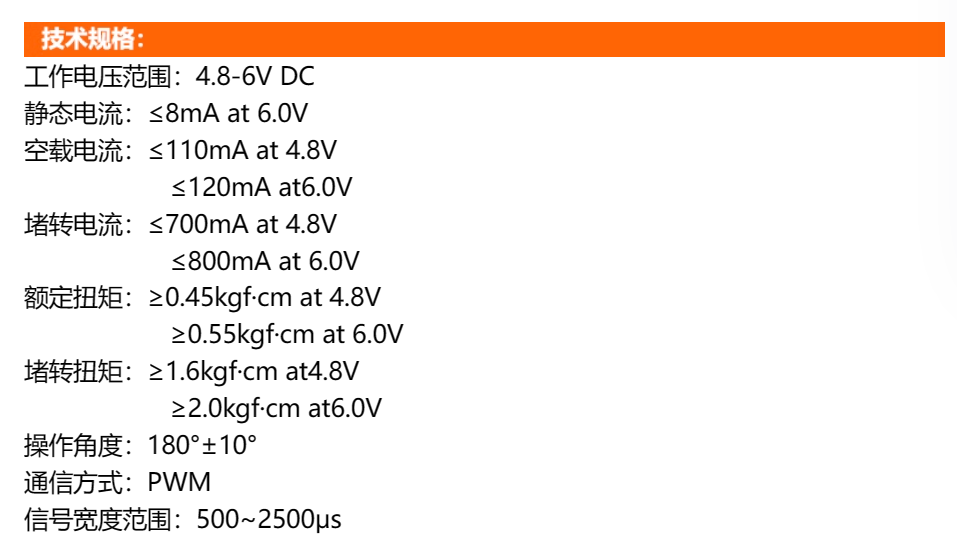 技术规格：
工作电压范围：4.8-6V DC
静态电流：≤8mA at 6.0V
空载电流：≤110mA at 4.8V
≤120mA at6.0V
堵转电流：≤700mA at 4.8V
≤800mA at 6.0V
额定扭矩：≥0.45kgf·cm at 4.8V
≥0.55kgf·cm at 6.0V
堵转扭矩：≥1.6kgf·cm at4.8V
≥2.0kgf·cm at6.0V
操作角度：180°±10°
通信方式：PWM
信号宽度范围：500~2500μs